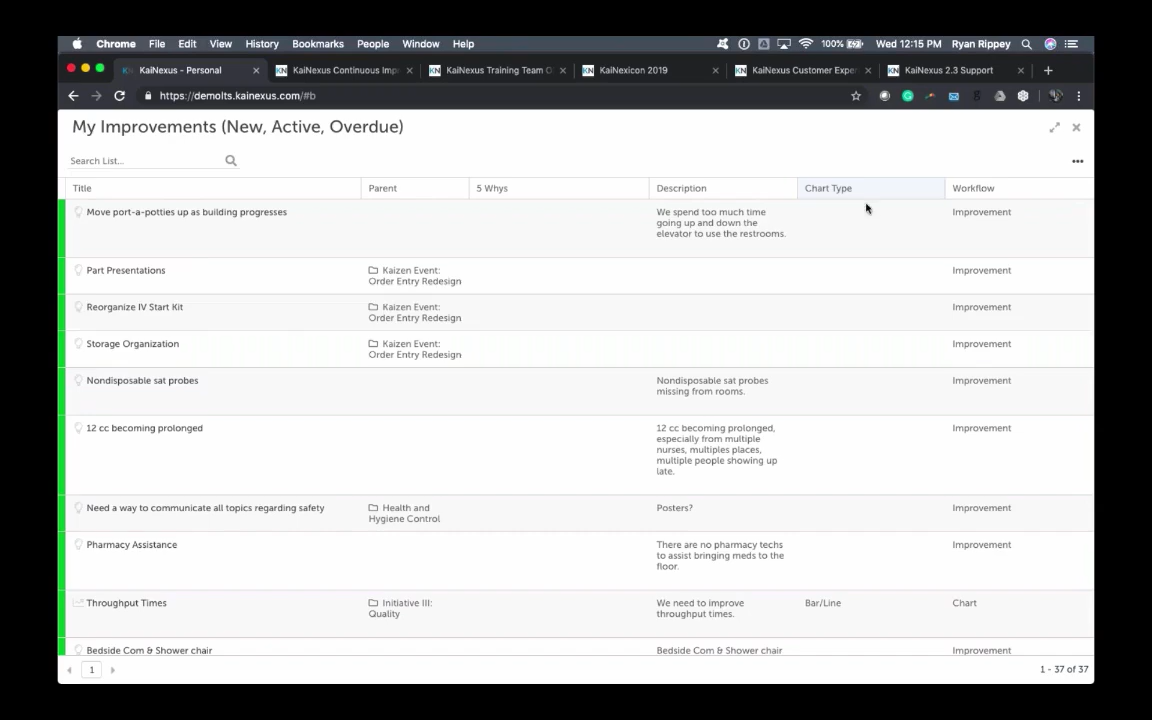 Chrome File Edit View History Bookmarks People Window Help 100% Wed 12:15 PM Ryan Rippey
KaiNexus - Personal KaiNexus Continuous Imp KaiNexus Training Team KaiNexicon 2019 KaiNexus Customer Exper KaiNexus 2.3 Support
https://demolts.kainexus.com/#b
My Improvements (New, Active, Overdue)
Search List...
Title Parent 5 Whys Description Chart Type Workflow
Move port-a-potties up as building progresses We spend too much time Improvement
going up and down the
elevator to use the restrooms.
Part Presentations Kaizen Event: Improvement
Order Entry Redesign
Reorganize IV Start Kit Kaizen Event: Improvement
Order Entry Redesign
Storage Organization Kaizen Event: Improvement
Order Entry Redesign
Nondisposable sat probes Nondisposable sat probes Improvement
missing from rooms.
12 cc becoming prolonged 12 cc becoming prolonged, Improvement
especially from multiple
nurses, multiples places,
multiple people showing up
late.
Need a way to communicate all topics regarding safety Health and Posters? Improvement
Hygiene Control
Pharmacy Assistance There are no pharmacy techs Improvement
to assist bringing meds to the
floor.
Throughput Times Initiative III: We need to improve Bar/Line Chart
Quality throughput times.
Bedside Com & Shower chair Bedside Com & Shower chair Improvement
1 1 - 37 of 37